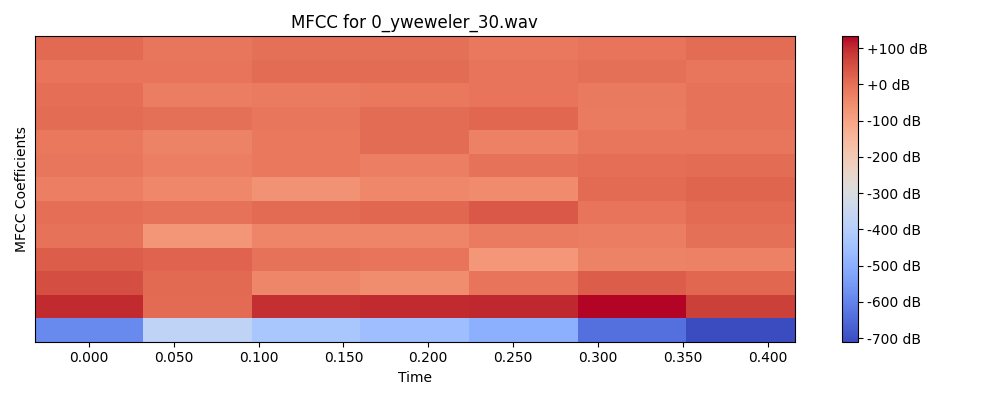 MFCC for 0_yweweler_30.wav
MFCC Coefficients
0.000 0.050 0.100 0.150 0.200 0.250 0.300 0.350 0.400
Time
+100 dB
+0 dB
-100 dB
-200 dB
-300 dB
-400 dB
-500 dB
-600 dB
-700 dB